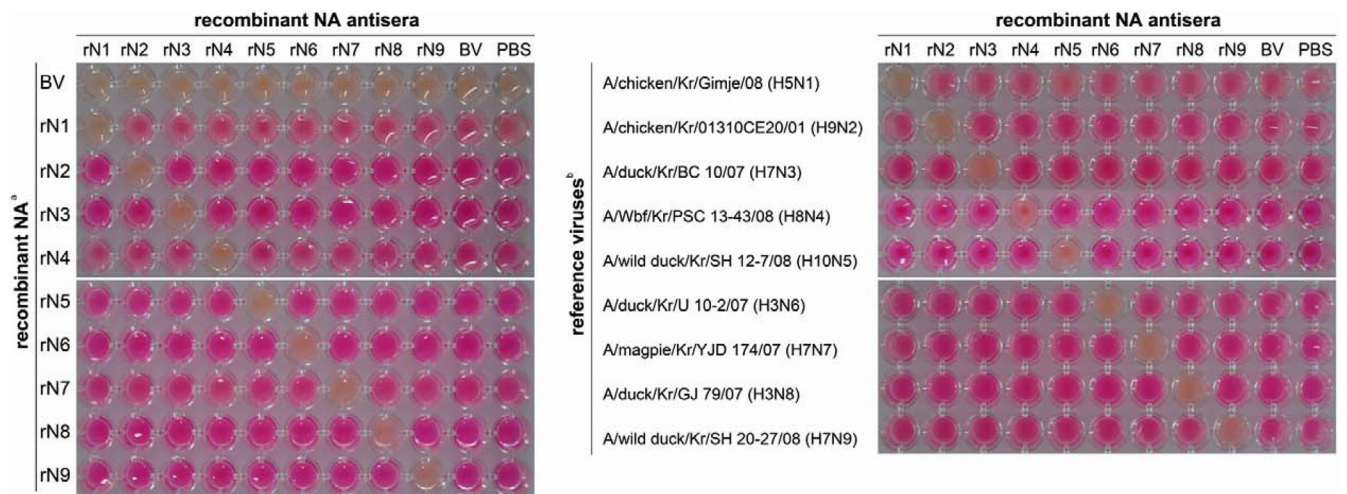 recombinant NA antisera
rN1 rN2 rN3 rN4 rN5 rN6 rN7 rN8 rN9 BV PBS
recombinant NAᵃ
BV
rN1
rN2
rN3
rN4
rN5
rN6
rN7
rN8
rN9
recombinant NA antisera
rN1 rN2 rN3 rN4 rN5 rN6 rN7 rN8 rN9 BV PBS
reference virusesᵇ
A/chicken/Kr/Gimje/08 (H5N1)
A/chicken/Kr/01310CE20/01 (H9N2)
A/duck/Kr/BC 10/07 (H7N3)
A/Wbf/Kr/PSC 13-43/08 (H8N4)
A/wild duck/Kr/SH 12-7/08 (H10N5)
A/duck/Kr/U 10-2/07 (H3N6)
A/magpie/Kr/YJD 174/07 (H7N7)
A/duck/Kr/GJ 79/07 (H3N8)
A/wild duck/Kr/SH 20-27/08 (H7N9)